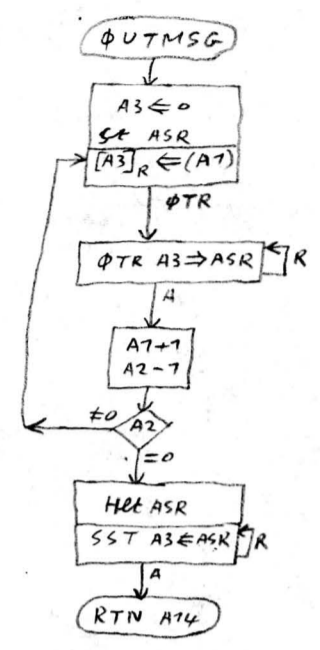 ΦUTMSG
A3 ⇐ 0
St ASR
[A3]R ⇐ (A1)
ΦTR
ΦTR A3 ⇒ ASR
R
A
A1+1
A2-1
≠0
A2
=0
Hlt ASR
SST A3 ⇐ ASR
R
A
RTN A14